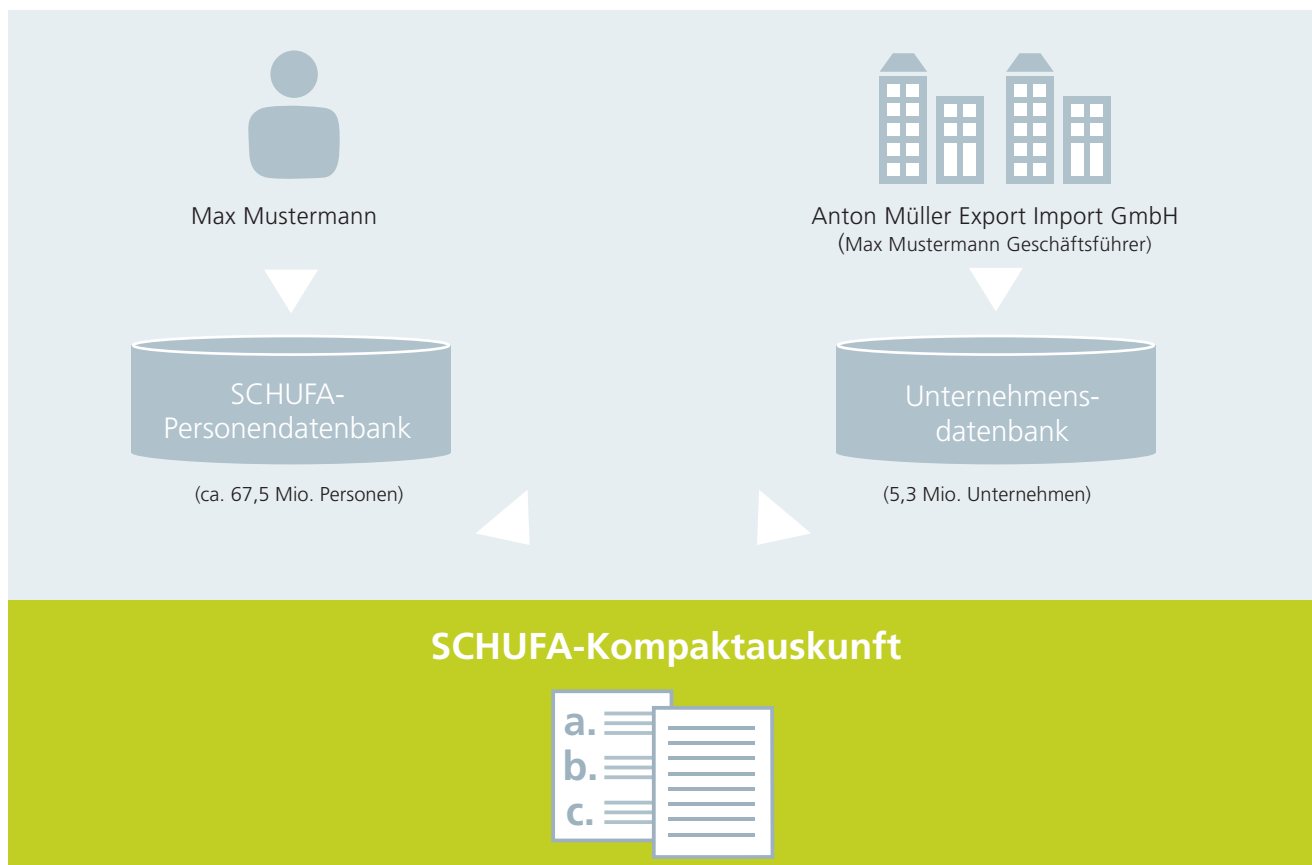 Max Mustermann
Anton Müller Export Import GmbH
(Max Mustermann Geschäftsführer)
SCHUFA-
Personendatenbank
Unternehmens-
datenbank
(ca. 67,5 Mio. Personen)
(5,3 Mio. Unternehmen)
SCHUFA-Kompaktauskunft
a.
b.
c.